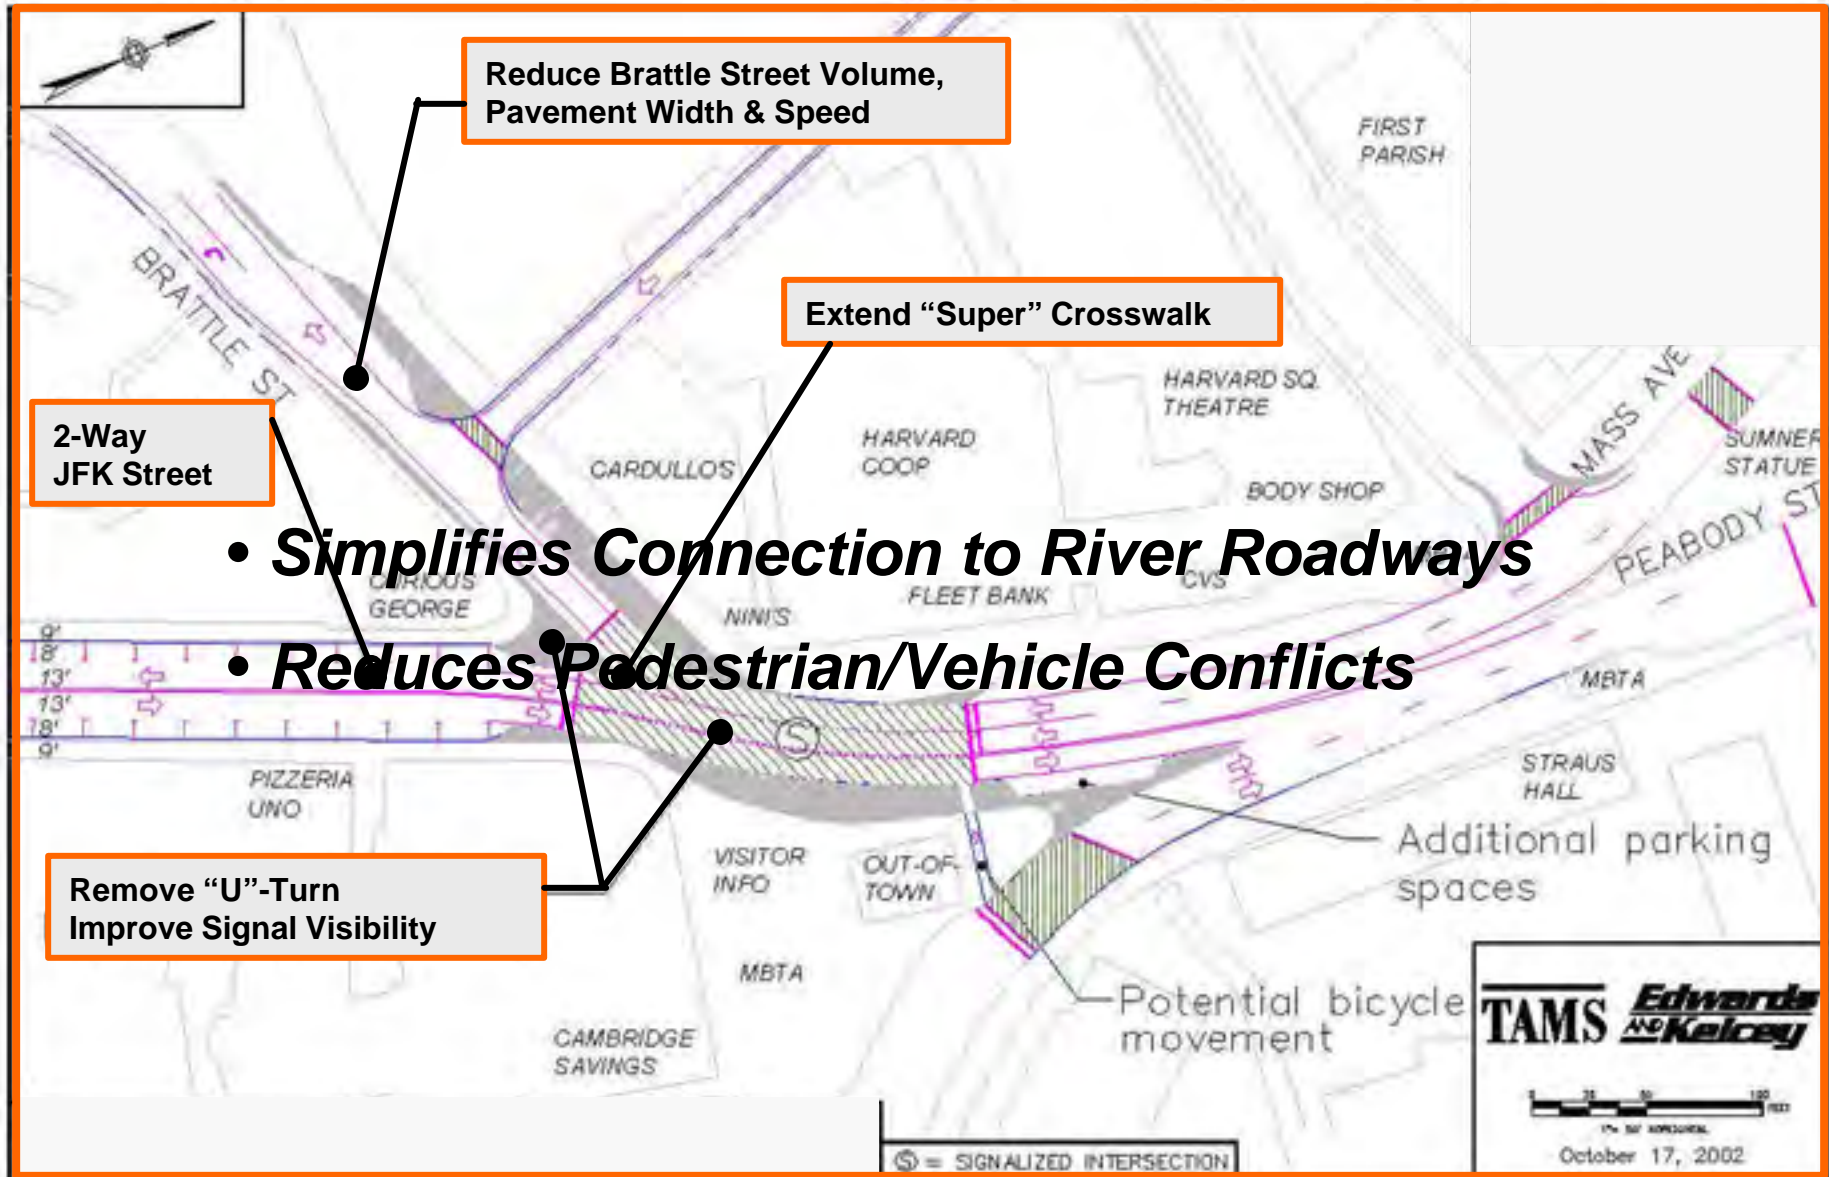 Reduce Brattle Street Volume,
Pavement Width & Speed
FIRST
PARISH
BRATTLE ST
Extend “Super” Crosswalk
2-Way
JFK Street
HARVARD SQ.
THEATRE
MASS AVE
SUMNER
STATUE
HARVARD
COOP
CARDULLO'S
BODY SHOP
PEABODY ST
• Simplifies Connection to River Roadways
CURIOUS
GEORGE
CVS
FLEET BANK
NINI'S
• Reduces Pedestrian/Vehicle Conflicts
9'
8'
13'
13'
8'
9'
MBTA
S
PIZZERIA
UNO
STRAUS
HALL
Additional parking
spaces
VISITOR
INFO
OUT-OF-
TOWN
Remove “U”-Turn
Improve Signal Visibility
MBTA
Potential bicycle
movement
CAMBRIDGE
SAVINGS
TAMS
Edwards
AND Kelcey
October 17, 2002
Ⓢ = SIGNALIZED INTERSECTION